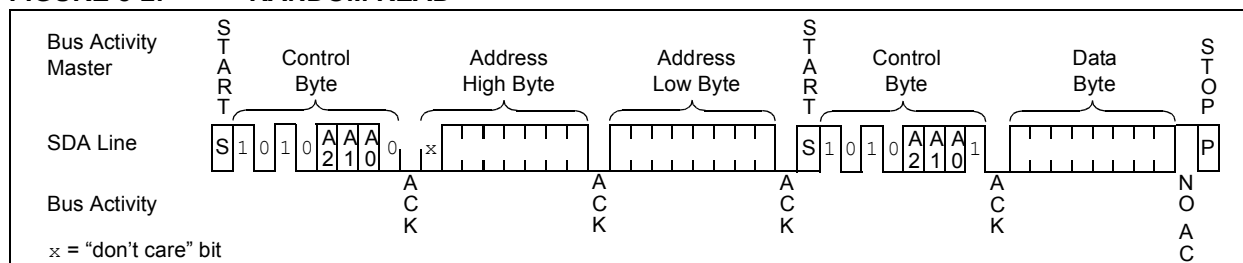 FIGURE 8-2: RANDOM READ
Bus Activity
Master
START
Control
Byte
Address
High Byte
Address
Low Byte
START
Control
Byte
Data
Byte
STOP
SDA Line
S 1 0 1 0 A2 A1 A0 0 x S 1 0 1 0 A2 A1 A0 1 P
Bus Activity
ACK
ACK
ACK
ACK
NO AC
x = “don’t care” bit